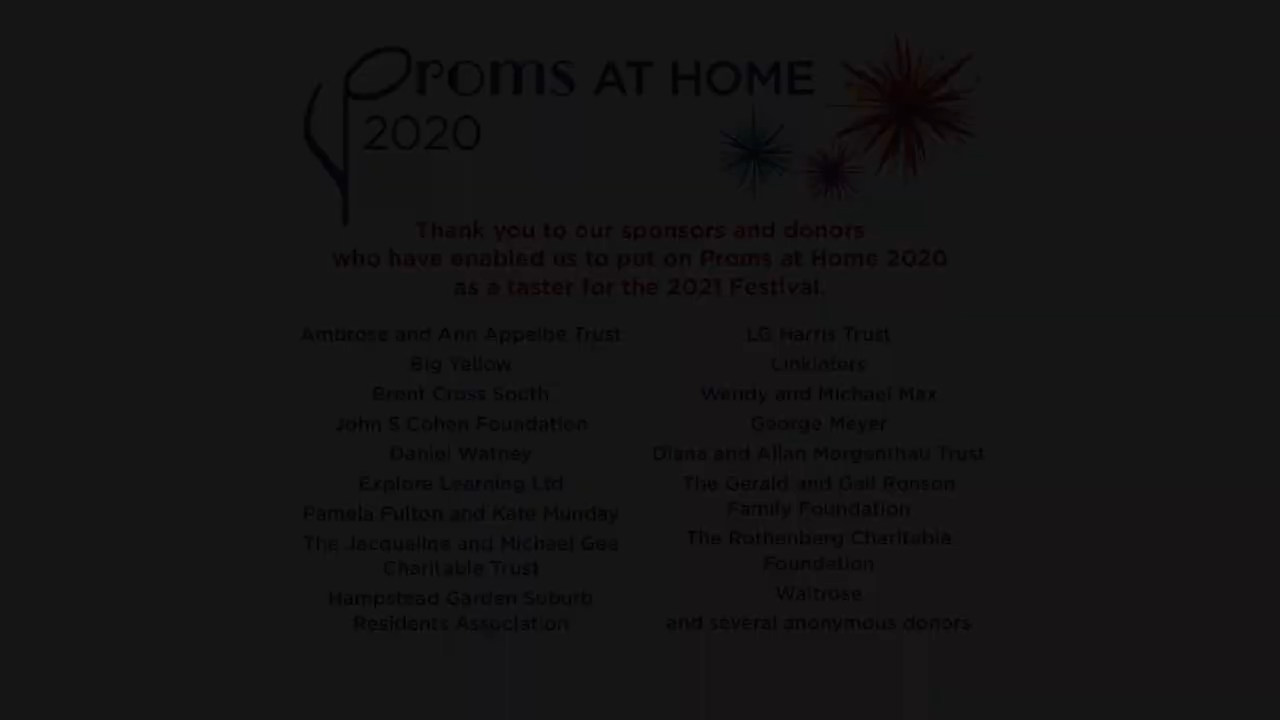 Proms AT HOME
2020
Thank you to our sponsors and donors
who have enabled us to put on Proms at Home 2020
as a taster for the 2021 Festival.
Ambrose and Ann Appelbe Trust
Big Yellow
Brent Cross South
John S Cohen Foundation
Daniel Watney
Explore Learning Ltd
Pamela Fulton and Kate Munday
The Jacqueline and Michael Gee
Charitable Trust
Hampstead Garden Suburb
Residents Association
LG Harris Trust
Linklaters
Wendy and Michael Max
George Meyer
Diana and Allan Morgenthau Trust
The Gerald and Gail Ronson
Family Foundation
The Rothenberg Charitable
Foundation
Waitrose
and several anonymous donors